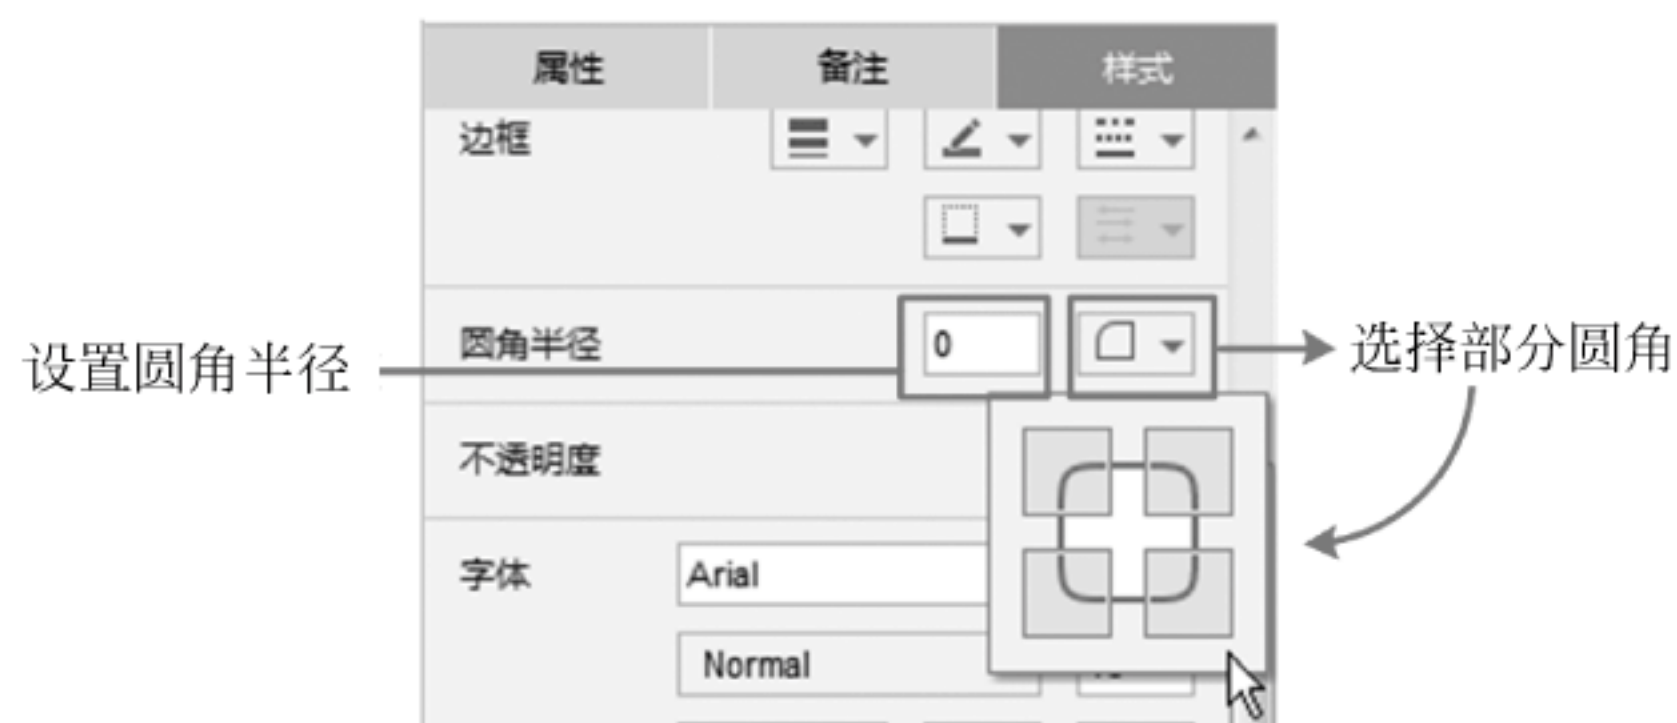 属性 备注 样式
边框
设置圆角半径 圆角半径 0 选择部分圆角
不透明度
字体 Arial
Normal